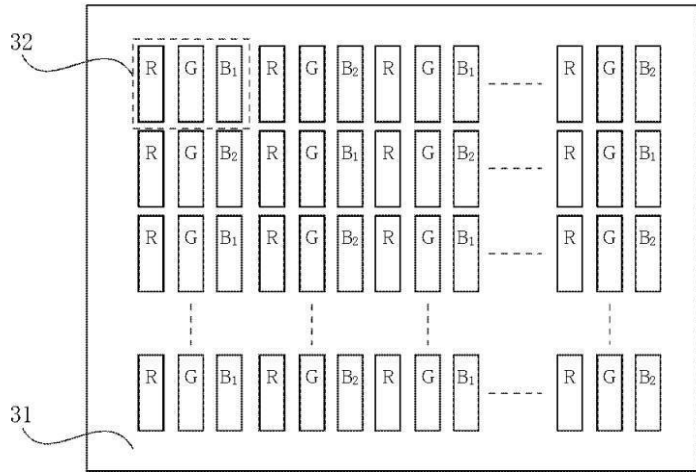 32
R G B₁ R G B₂ R G B₁ R G B₂
R G B₂ R G B₁ R G B₂ R G B₁
R G B₁ R G B₂ R G B₁ R G B₂
R G B₁ R G B₂ R G B₁ R G B₂
31